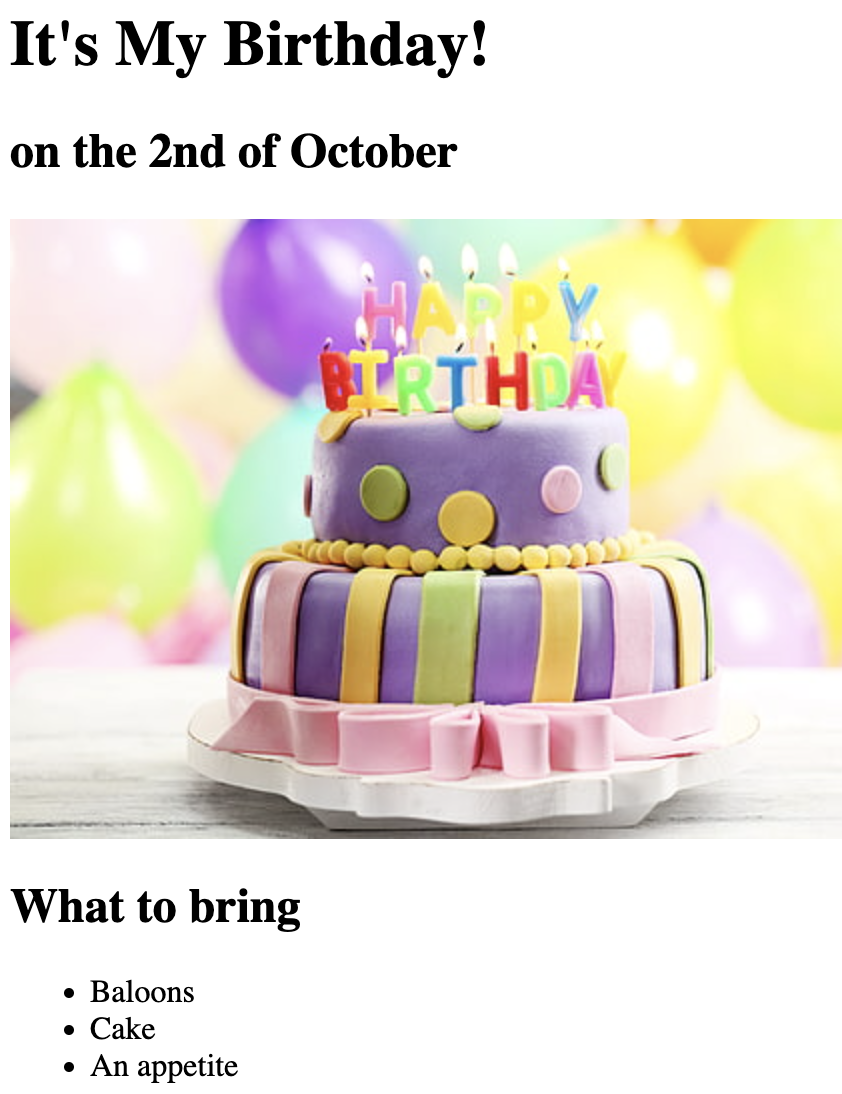 It's My Birthday!
on the 2nd of October
HAPPY
BIRTHDAY
What to bring
Baloons
Cake
An appetite